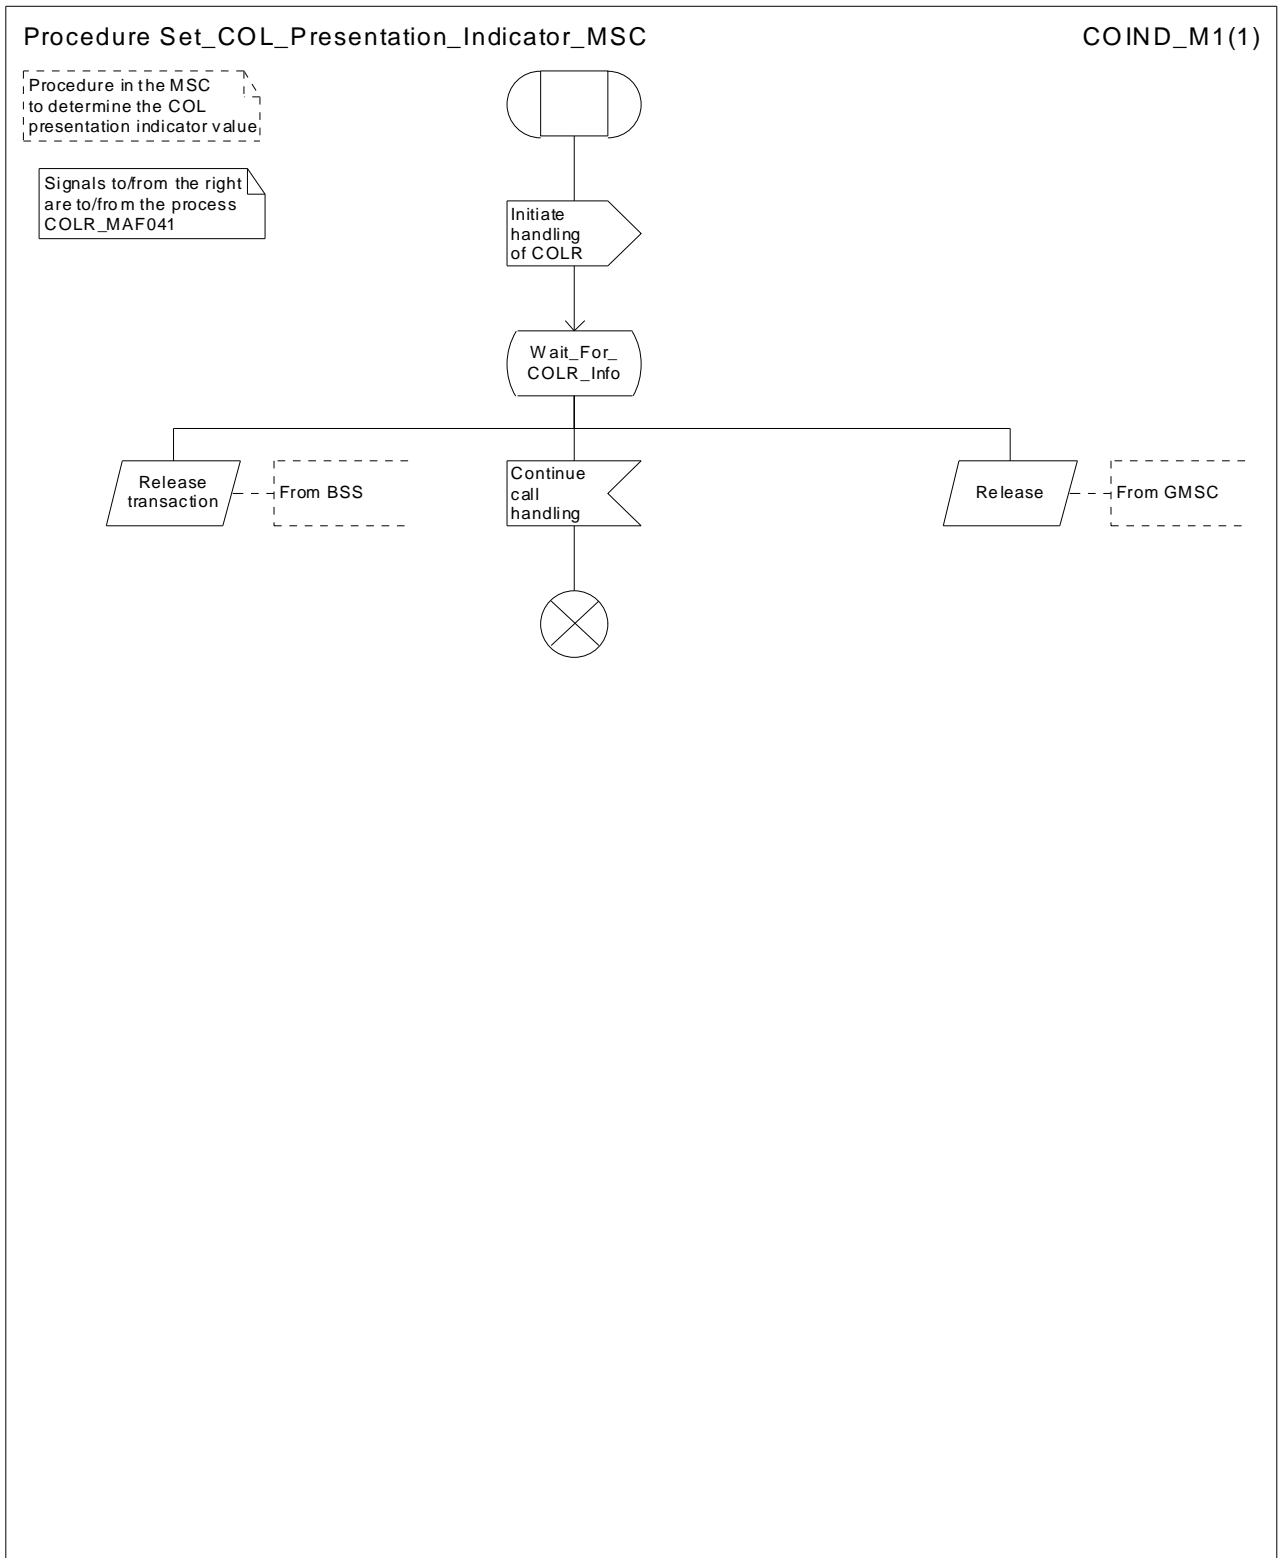 Procedure Set_COL_Presentation_Indicator_MSC
COIND_M1(1)
Procedure in the MSC
to determine the COL
presentation indicator value
Signals to/from the right
are to/from the process
COLR_MAF041
Initiate
handling
of COLR
Wait_For_
COLR_Info
Release
transaction
From BSS
Continue
call
handling
Release
From GMSC